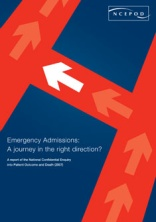 NCEPOD
Emergency Admissions:
A journey in the right direction?
A report of the National Confidential Enquiry
into Patient Outcome and Death (2007)